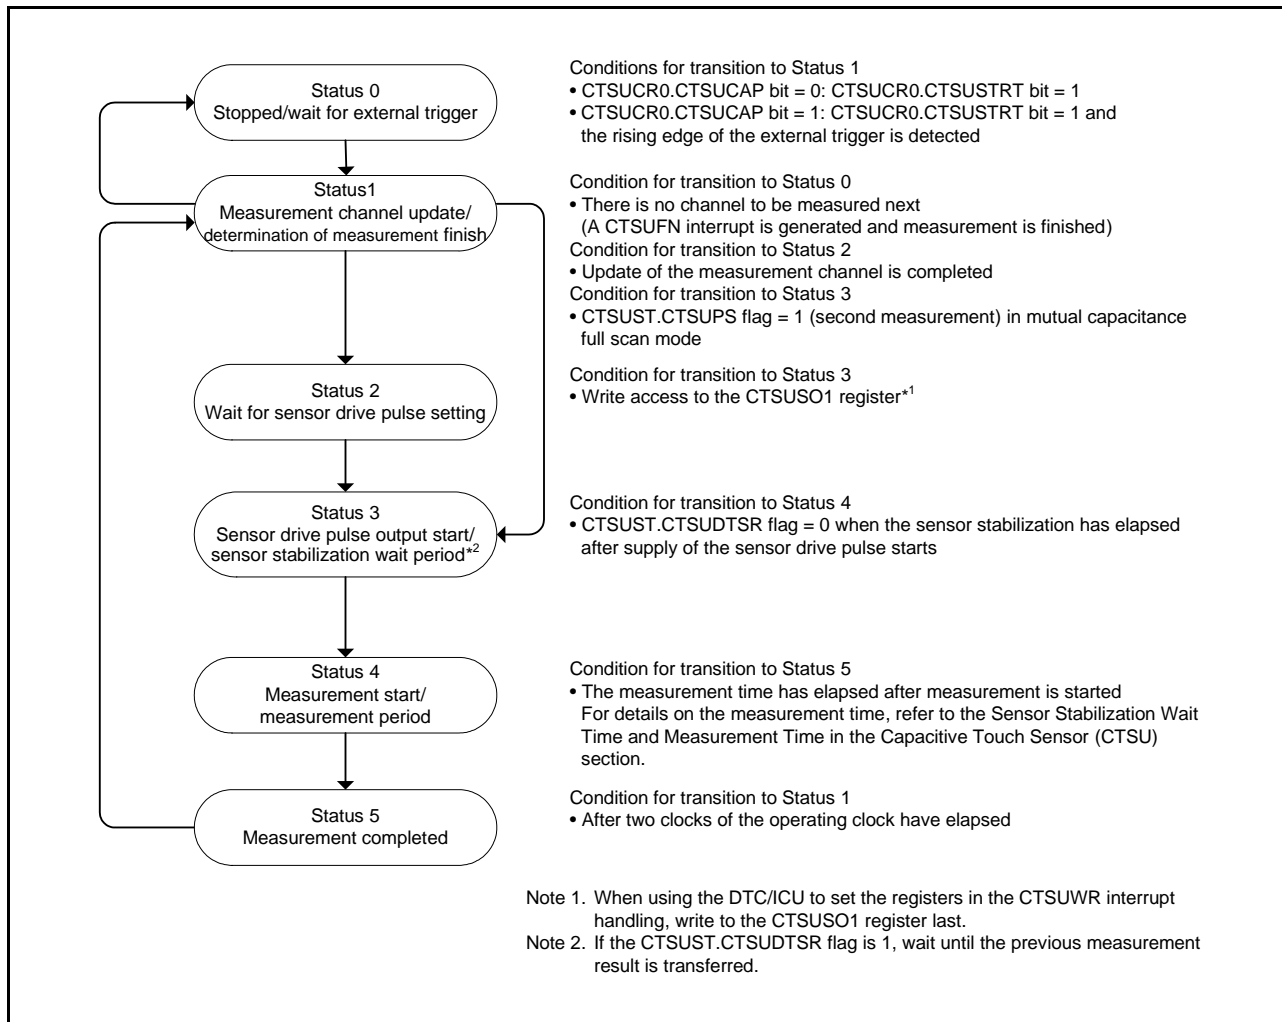 Status 0
Stopped/wait for external trigger
Conditions for transition to Status 1
• CTSUCR0.CTSUCAP bit = 0: CTSUCR0.CTSUSTRT bit = 1
• CTSUCR0.CTSUCAP bit = 1: CTSUCR0.CTSUSTRT bit = 1 and
the rising edge of the external trigger is detected
Status1
Measurement channel update/
determination of measurement finish
Condition for transition to Status 0
• There is no channel to be measured next
(A CTSUFN interrupt is generated and measurement is finished)
Condition for transition to Status 2
• Update of the measurement channel is completed
Condition for transition to Status 3
• CTSUST.CTSUPS flag = 1 (second measurement) in mutual capacitance
full scan mode
Status 2
Wait for sensor drive pulse setting
Condition for transition to Status 3
• Write access to the CTSUSO1 register*1
Status 3
Sensor drive pulse output start/
sensor stabilization wait period*2
Condition for transition to Status 4
• CTSUST.CTSUDTSR flag = 0 when the sensor stabilization has elapsed
after supply of the sensor drive pulse starts
Status 4
Measurement start/
measurement period
Condition for transition to Status 5
• The measurement time has elapsed after measurement is started
For details on the measurement time, refer to the Sensor Stabilization Wait
Time and Measurement Time in the Capacitive Touch Sensor (CTSU)
section.
Status 5
Measurement completed
Condition for transition to Status 1
• After two clocks of the operating clock have elapsed
Note 1. When using the DTC/ICU to set the registers in the CTSUWR interrupt
handling, write to the CTSUSO1 register last.
Note 2. If the CTSUST.CTSUDTSR flag is 1, wait until the previous measurement
result is transferred.